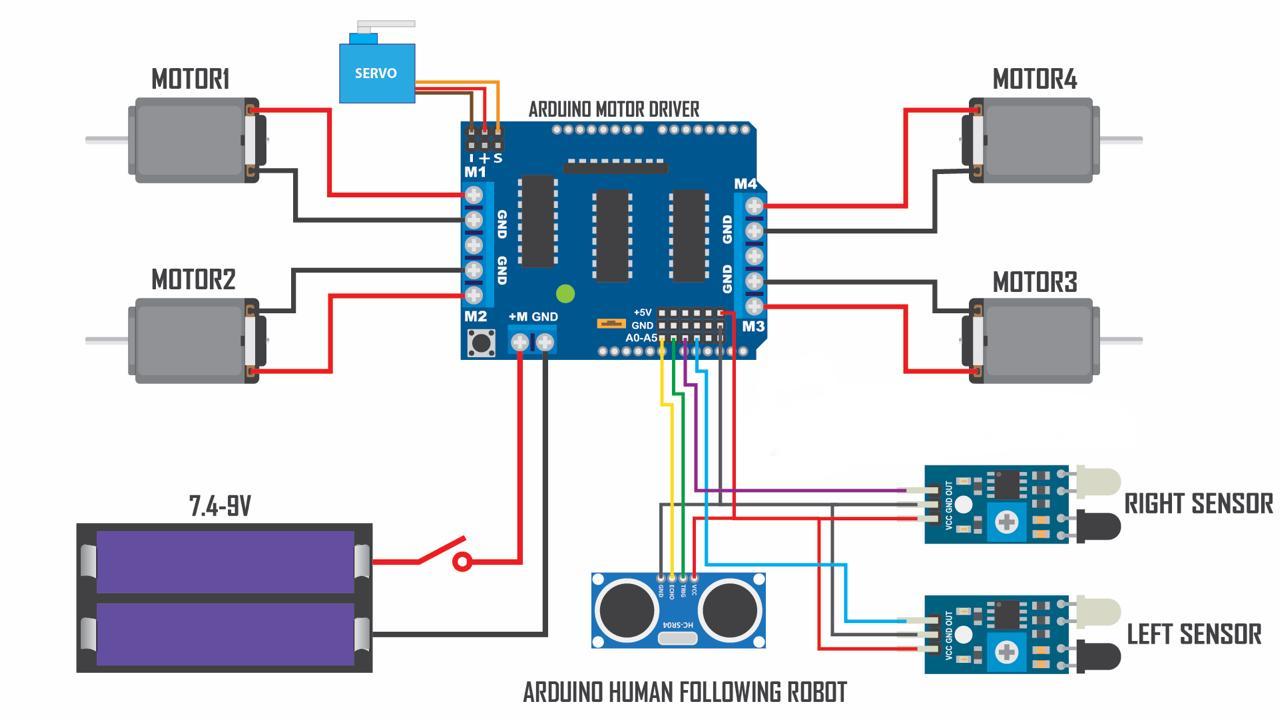 SERVO
MOTOR1
MOTOR4
ARDUINO MOTOR DRIVER
I + S
M1
M4
GND
GND
GND
GND
MOTOR2
MOTOR3
M2
+M GND
+5V
GND
A0-A5
M3
7.4-9V
VCC GND OUT
RIGHT SENSOR
GND
ECHO
TRIG
VCC
HC-SR04
VCC GND OUT
LEFT SENSOR
ARDUINO HUMAN FOLLOWING ROBOT